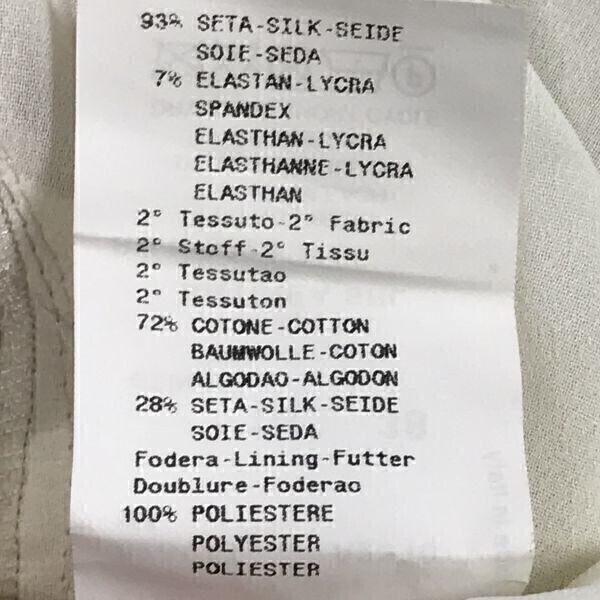 93% SETA-SILK-SEIDE
SOIE-SEDA
7% ELASTAN-LYCRA
SPANDEX
ELASTHAN-LYCRA
ELASTHANNE-LYCRA
ELASTHAN
2° Tessuto-2° Fabric
2° Stoff-2° Tissu
2° Tessutao
2° Tessuton
72% COTONE-COTTON
BAUMWOLLE-COTON
ALGODAO-ALGODON
28% SETA-SILK-SEIDE
SOIE-SEDA
Fodera-Lining-Futter
Doublure-Foderao
100% POLIESTERE
POLYESTER
POLIESTER